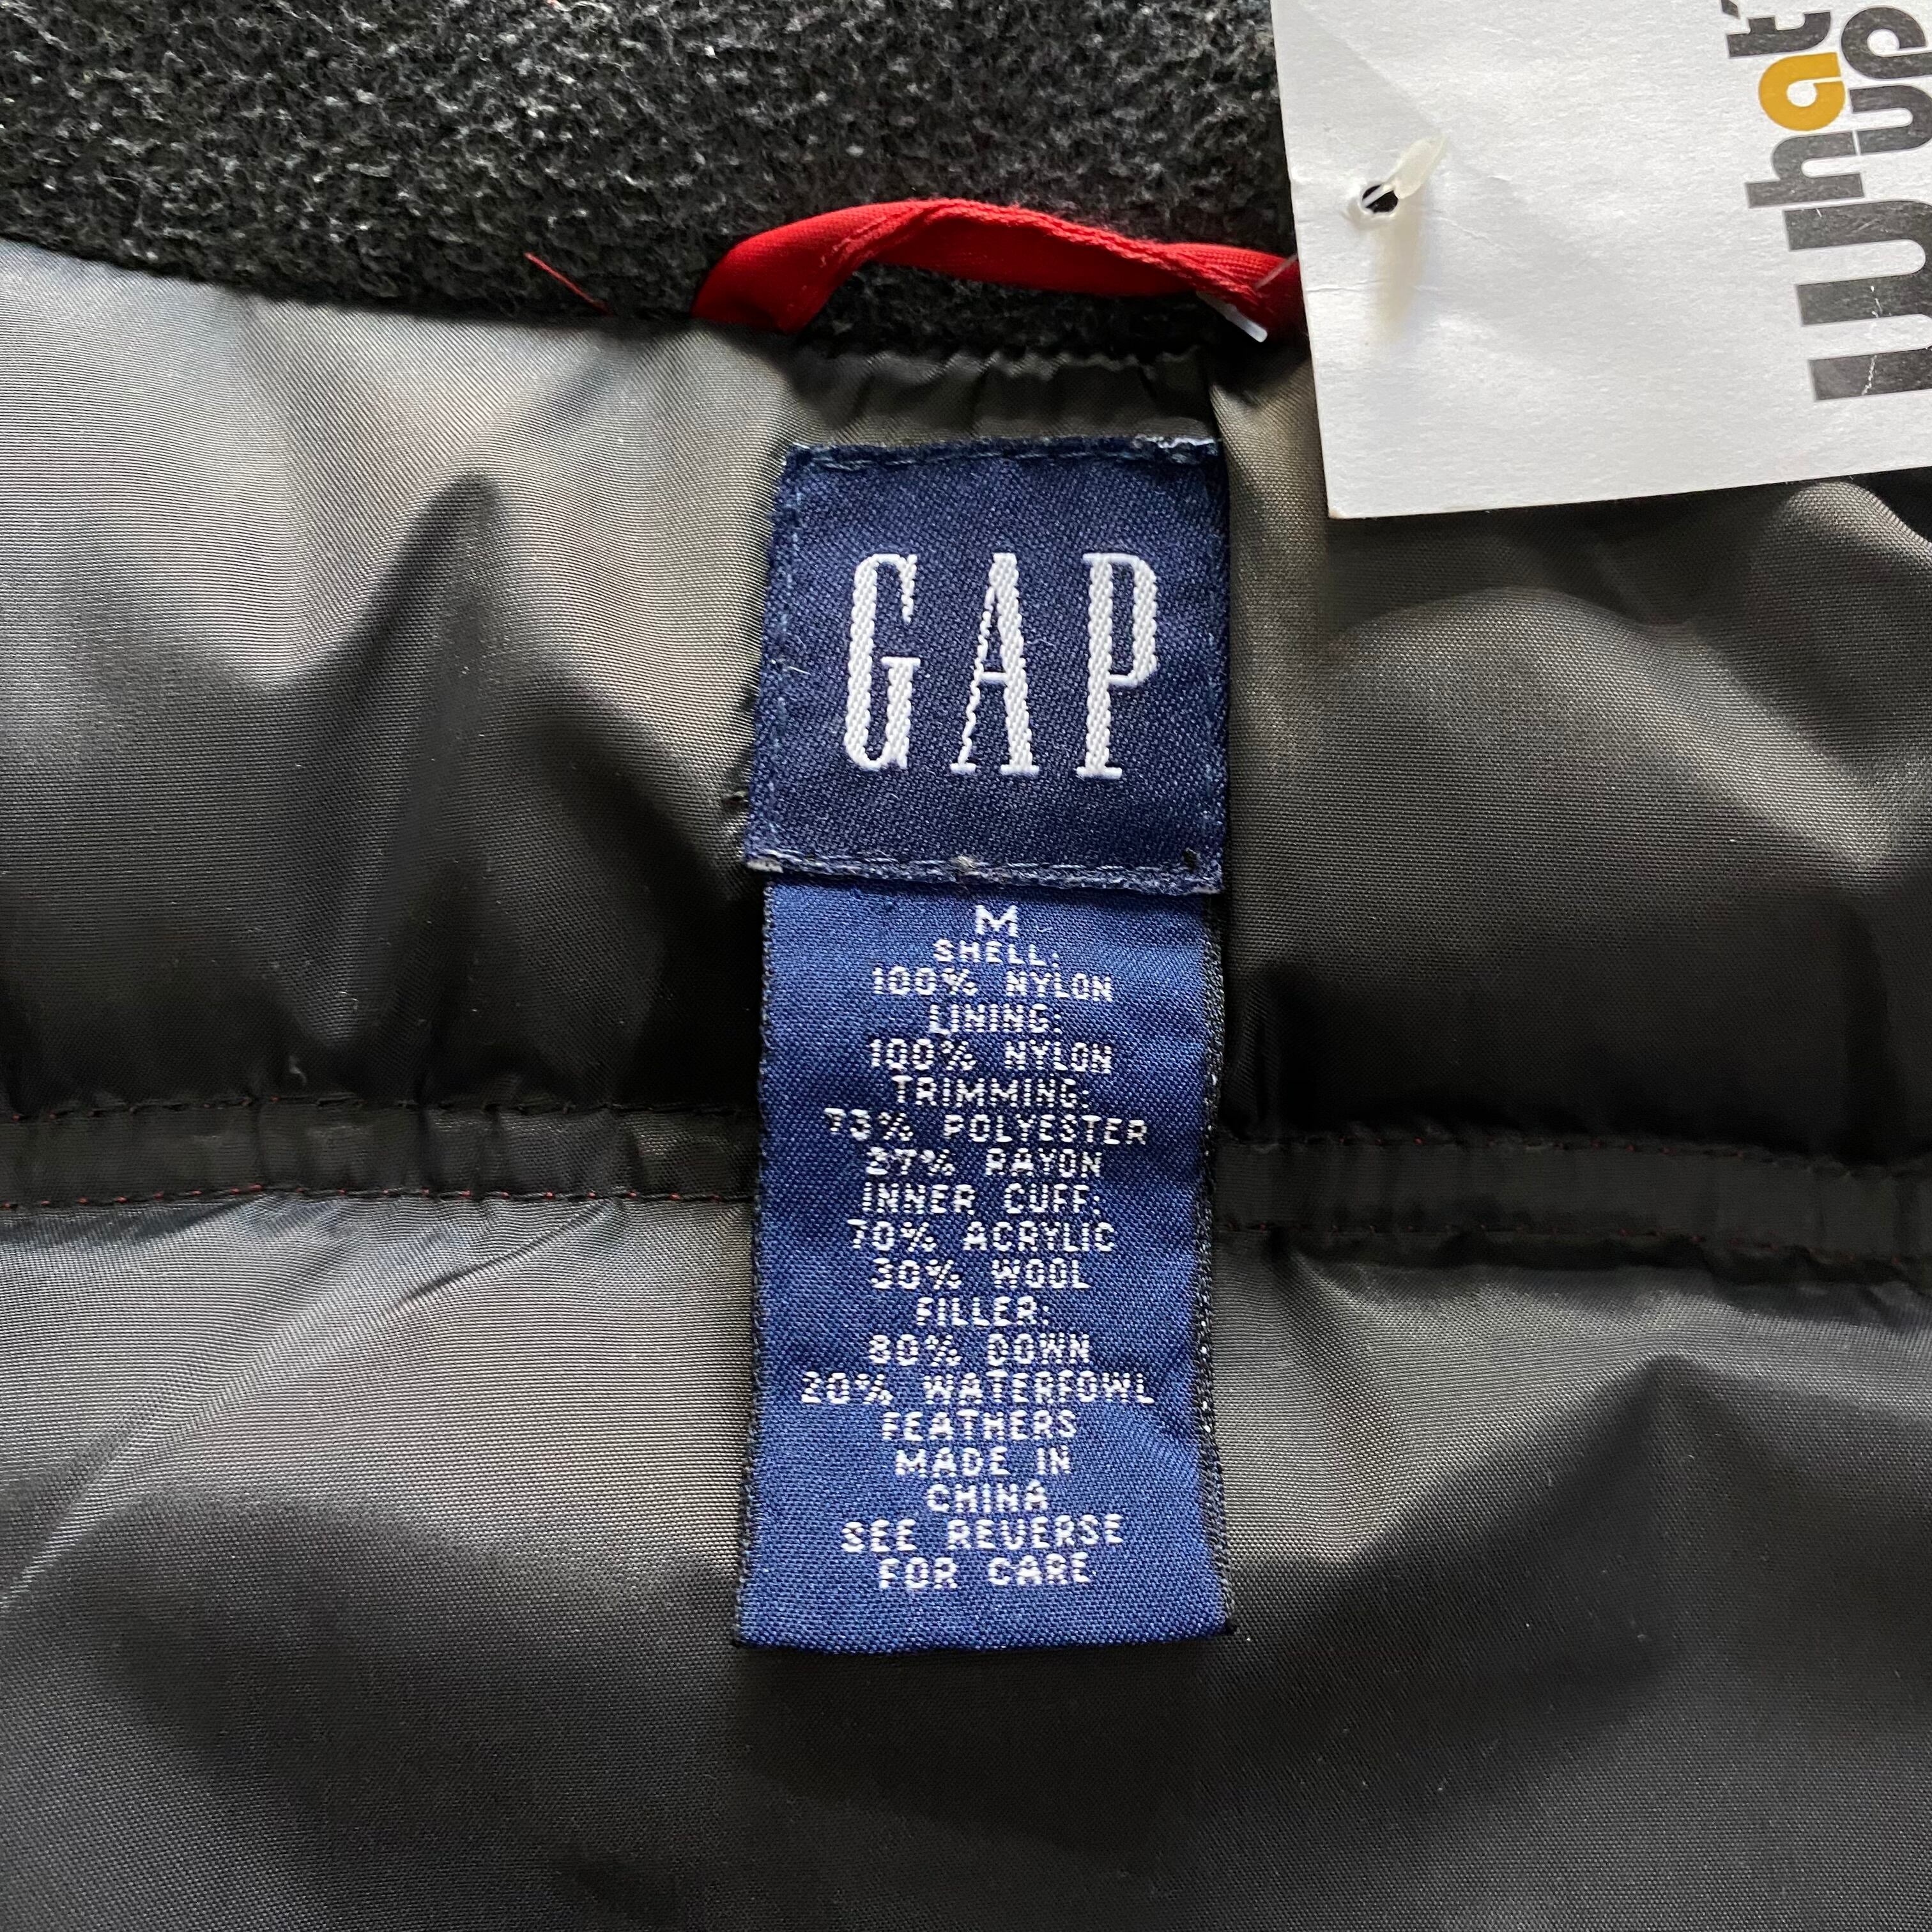 What'
GAP
M
SHELL:
100% NYLON
LINING:
100% NYLON
TRIMMING:
73% POLYESTER
27% RAYON
INNER CUFF:
70% ACRYLIC
30% WOOL
FILLER:
80% DOWN
20% WATERFOWL
FEATHERS
MADE IN
CHINA
SEE REVERSE
FOR CARE